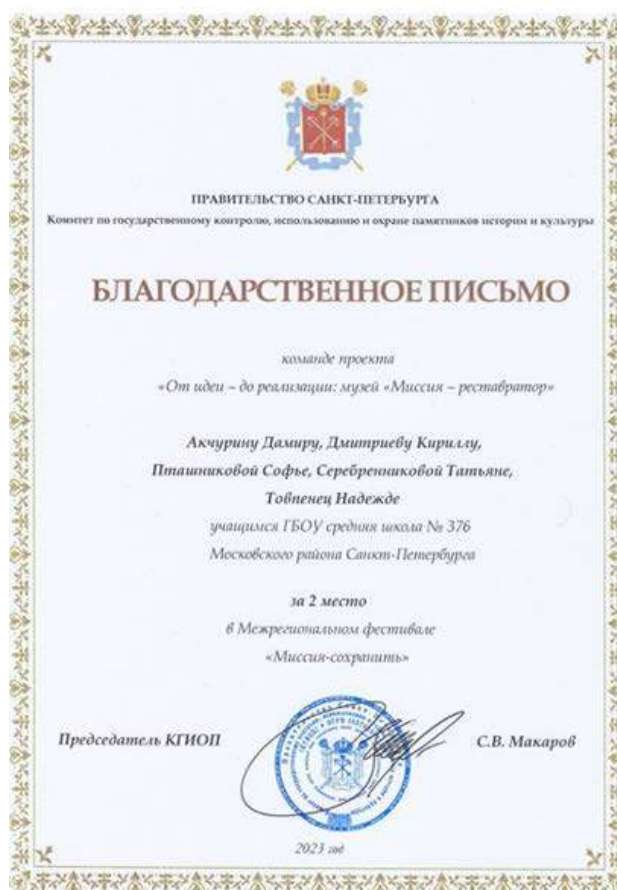 ПРАВИТЕЛЬСТВО САНКТ-ПЕТЕРБУРГА
Комитет по государственному контролю, использованию и охране памятников истории и культуры
БЛАГОДАРСТВЕННОЕ ПИСЬМО
команде проекта
«От идеи – до реализации: музей «Миссия – реставратор»
Акчурину Дамиру, Дмитриеву Кириллу,
Пташниковой Софье, Серебренниковой Татьяне,
Товпенец Надежде
учащимся ГБОУ средняя школа № 376
Московского района Санкт-Петербурга
за 2 место
в Межрегиональном фестивале
«Миссия-сохранить»
Председатель КГИОП
С.В. Макаров
2023 год